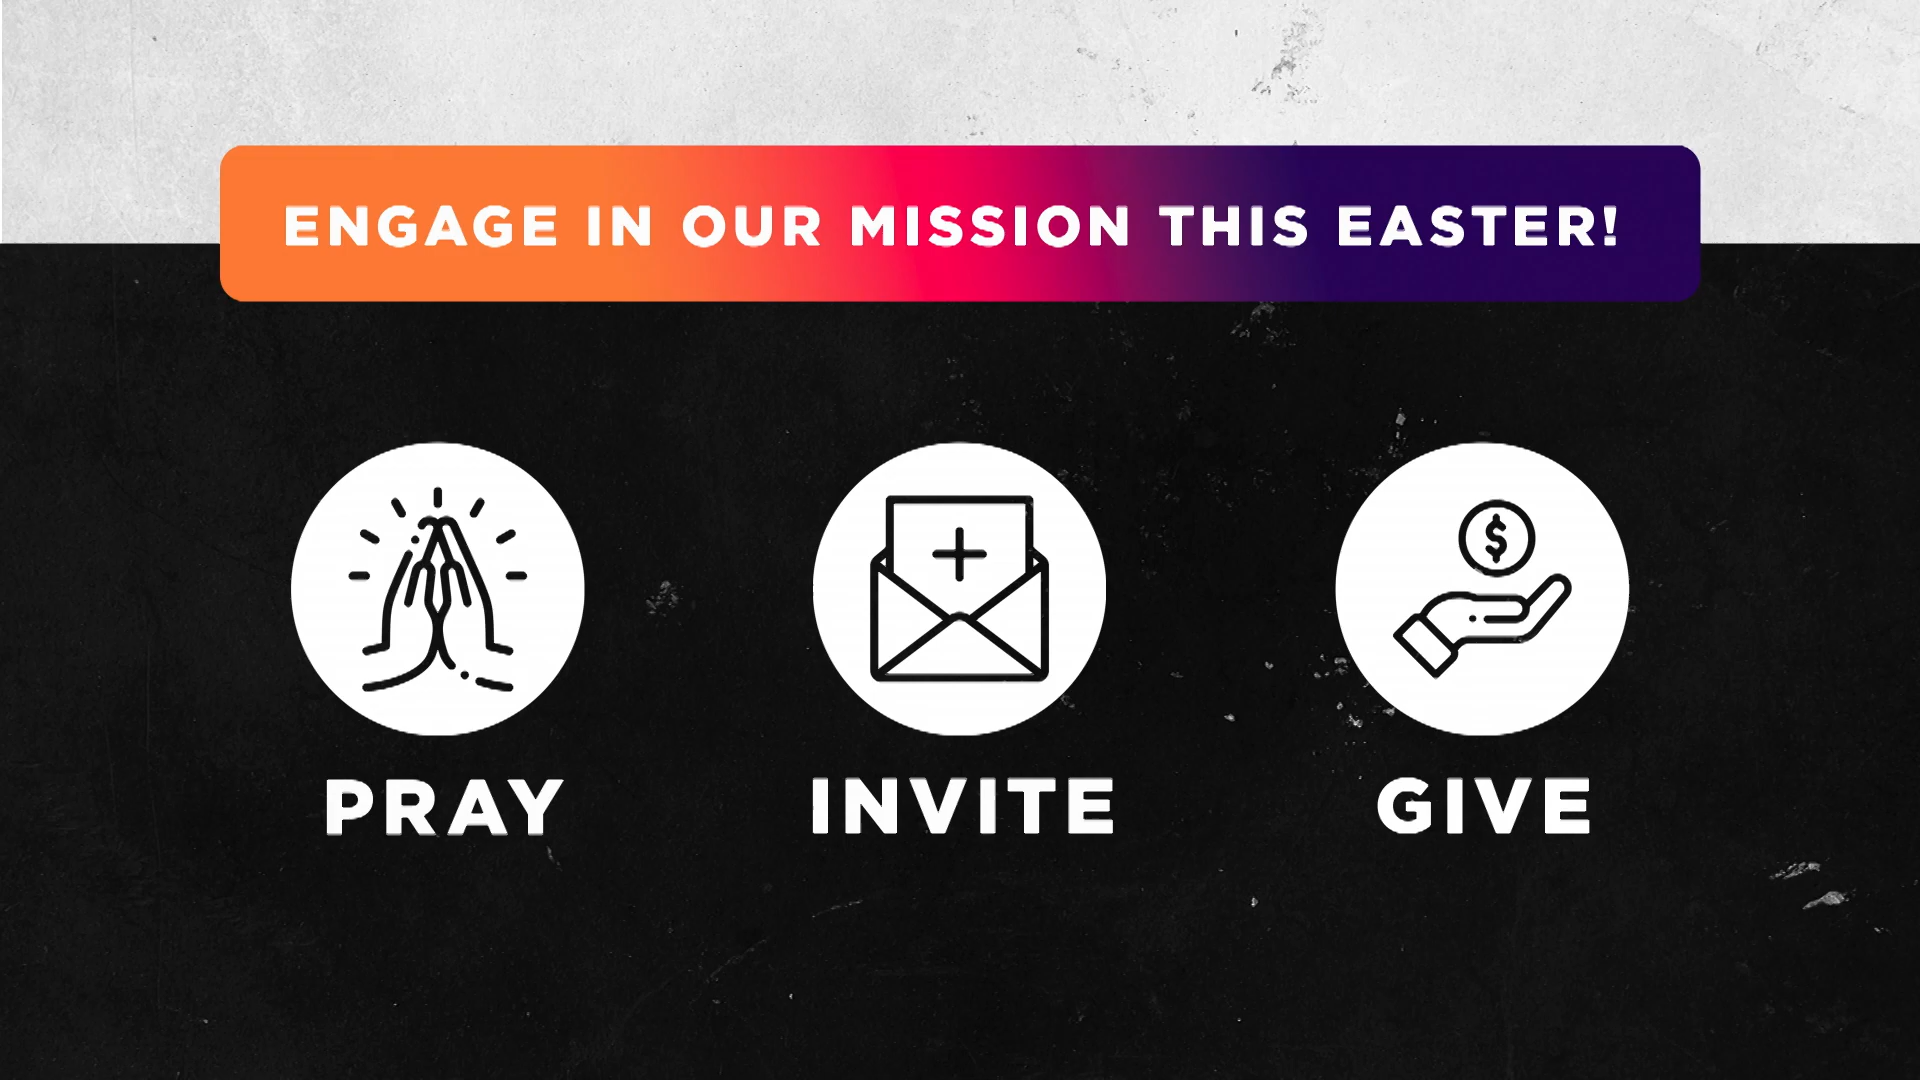 ENGAGE IN OUR MISSION THIS EASTER!
$
PRAY
INVITE
GIVE